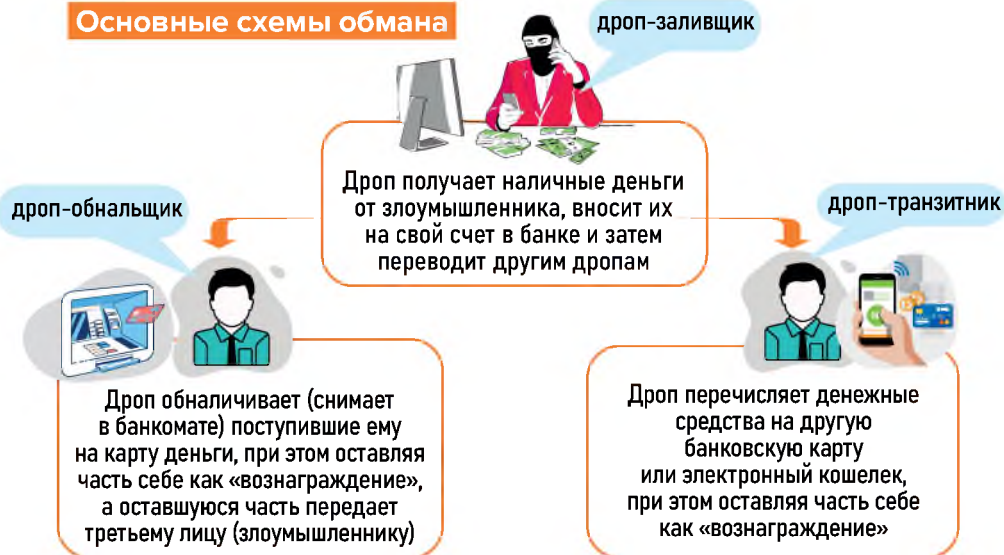 Основные схемы обмана
дроп-заливщик
Дроп получает наличные деньги
от злоумышленника, вносит их
на свой счет в банке и затем
переводит другим дропам
дроп-обнальщик
дроп-транзитник
Дроп обналичивает (снимает
в банкомате) поступившие ему
на карту деньги, при этом оставляя
часть себе как «вознаграждение»,
а оставшуюся часть передает
третьему лицу (злоумышленнику)
Дроп перечисляет денежные
средства на другую
банковскую карту
или электронный кошелек,
при этом оставляя часть себе
как «вознаграждение»